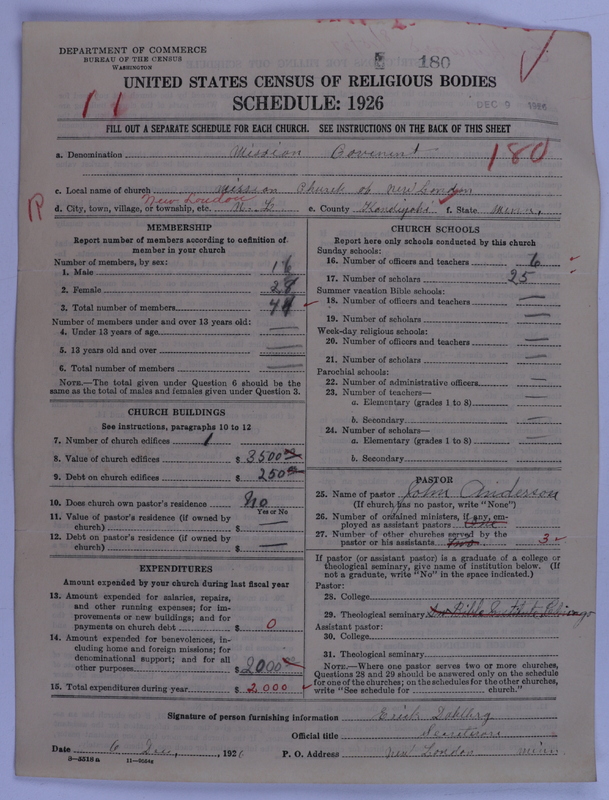 DEPARTMENT OF COMMERCE
BUREAU OF THE CENSUS
WASHINGTON
180
UNITED STATES CENSUS OF RELIGIOUS BODIES
SCHEDULE: 1926
11
DEC 9 1926
FILL OUT A SEPARATE SCHEDULE FOR EACH CHURCH. SEE INSTRUCTIONS ON THE BACK OF THIS SHEET
a. Denomination Mission Covenent
180
c. Local name of church Mission Church of New London
New London
d. City, town, village, or township, etc. N. L. e. County Kandiyohi f. State Minn,
MEMBERSHIP
Report number of members according to definition of
member in your church
Number of members, by sex:
1. Male 16
2. Female 28
3. Total number of members 44
Number of members under and over 13 years old:
4. Under 13 years of age
5. 13 years old and over
6. Total number of members
NOTE.—The total given under Question 6 should be the
same as the total of males and females given under Question 3.
CHURCH BUILDINGS
See instructions, paragraphs 10 to 12
7. Number of church edifices 1
8. Value of church edifices $ 3500 00
9. Debt on church edifices $ 250 00
10. Does church own pastor's residence No
Yes or No
11. Value of pastor's residence (if owned by
church) $
12. Debt on pastor's residence (if owned by
church) $
EXPENDITURES
Amount expended by your church during last fiscal year
13. Amount expended for salaries, repairs,
and other running expenses; for im-
provements or new buildings; and for
payments on church debt $ 0
14. Amount expended for benevolences, in-
cluding home and foreign missions; for
denominational support; and for all
other purposes $ 2000
15. Total expenditures during year $ 2000
CHURCH SCHOOLS
Report here only schools conducted by this church
Sunday schools:
16. Number of officers and teachers 6
17. Number of scholars 25
Summer vacation Bible schools:
18. Number of officers and teachers
19. Number of scholars
Week-day religious schools:
20. Number of officers and teachers
21. Number of scholars
Parochial schools:
22. Number of administrative officers
23. Number of teachers—
a. Elementary (grades 1 to 8)
b. Secondary
24. Number of scholars—
a. Elementary (grades 1 to 8)
b. Secondary
PASTOR
25. Name of pastor John Anderson
(If church has no pastor, write "None")
26. Number of ordained ministers, if any, em-
ployed as assistant pastors
27. Number of other churches served by the
pastor or his assistants Two 3
If pastor (or assistant pastor) is a graduate of a college or
theological seminary, give name of institution below. (If
not a graduate, write "No" in the space indicated.)
Pastor:
28. College
29. Theological seminary Bible Institute Chicago
Assistant pastor:
30. College
31. Theological seminary
NOTE.—Where one pastor serves two or more churches,
Questions 28 and 29 should be answered only on the schedule
for one of the churches; on the schedules for the other churches,
write "See schedule for church."
Signature of person furnishing information Erick Dahlberg
Official title
Date 6 Dec, 1926 P. O. Address New London Minn.
8-5518a 11-9564a